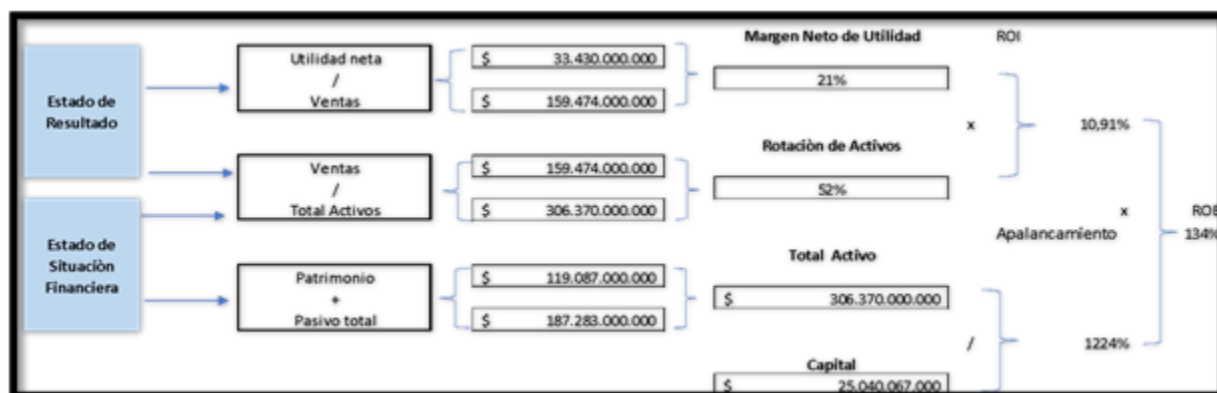 Estado de
Resultado
Estado de
Situaciòn
Financiera
Utilidad neta
/
Ventas
Ventas
/
Total Activos
Patrimonio
+
Pasivo total
$ 33.430.000.000
$ 159.474.000.000
$ 159.474.000.000
$ 306.370.000.000
$ 119.087.000.000
$ 187.283.000.000
Margen Neto de Utilidad
21%
Rotaciòn de Activos
52%
Total Activo
$ 306.370.000.000
Capital
$ 25.040.067.000
ROI
x
10,91%
x
Apalancamiento
/
1224%
ROE
134%